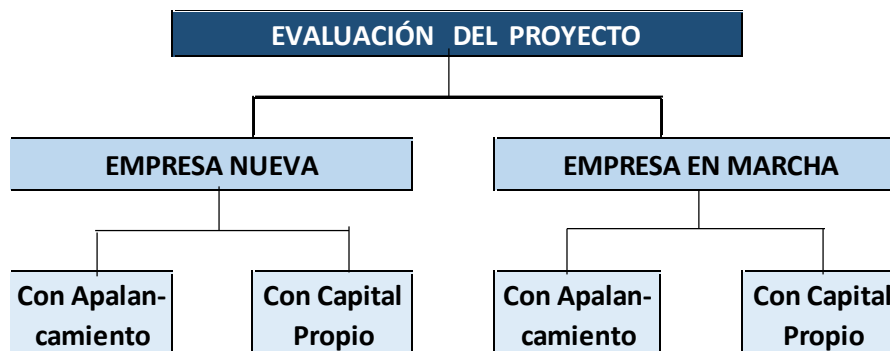 EVALUACIÓN DEL PROYECTO
EMPRESA NUEVA
EMPRESA EN MARCHA
Con Apalan-
camiento
Con Capital
Propio
Con Apalan-
camiento
Con Capital
Propio